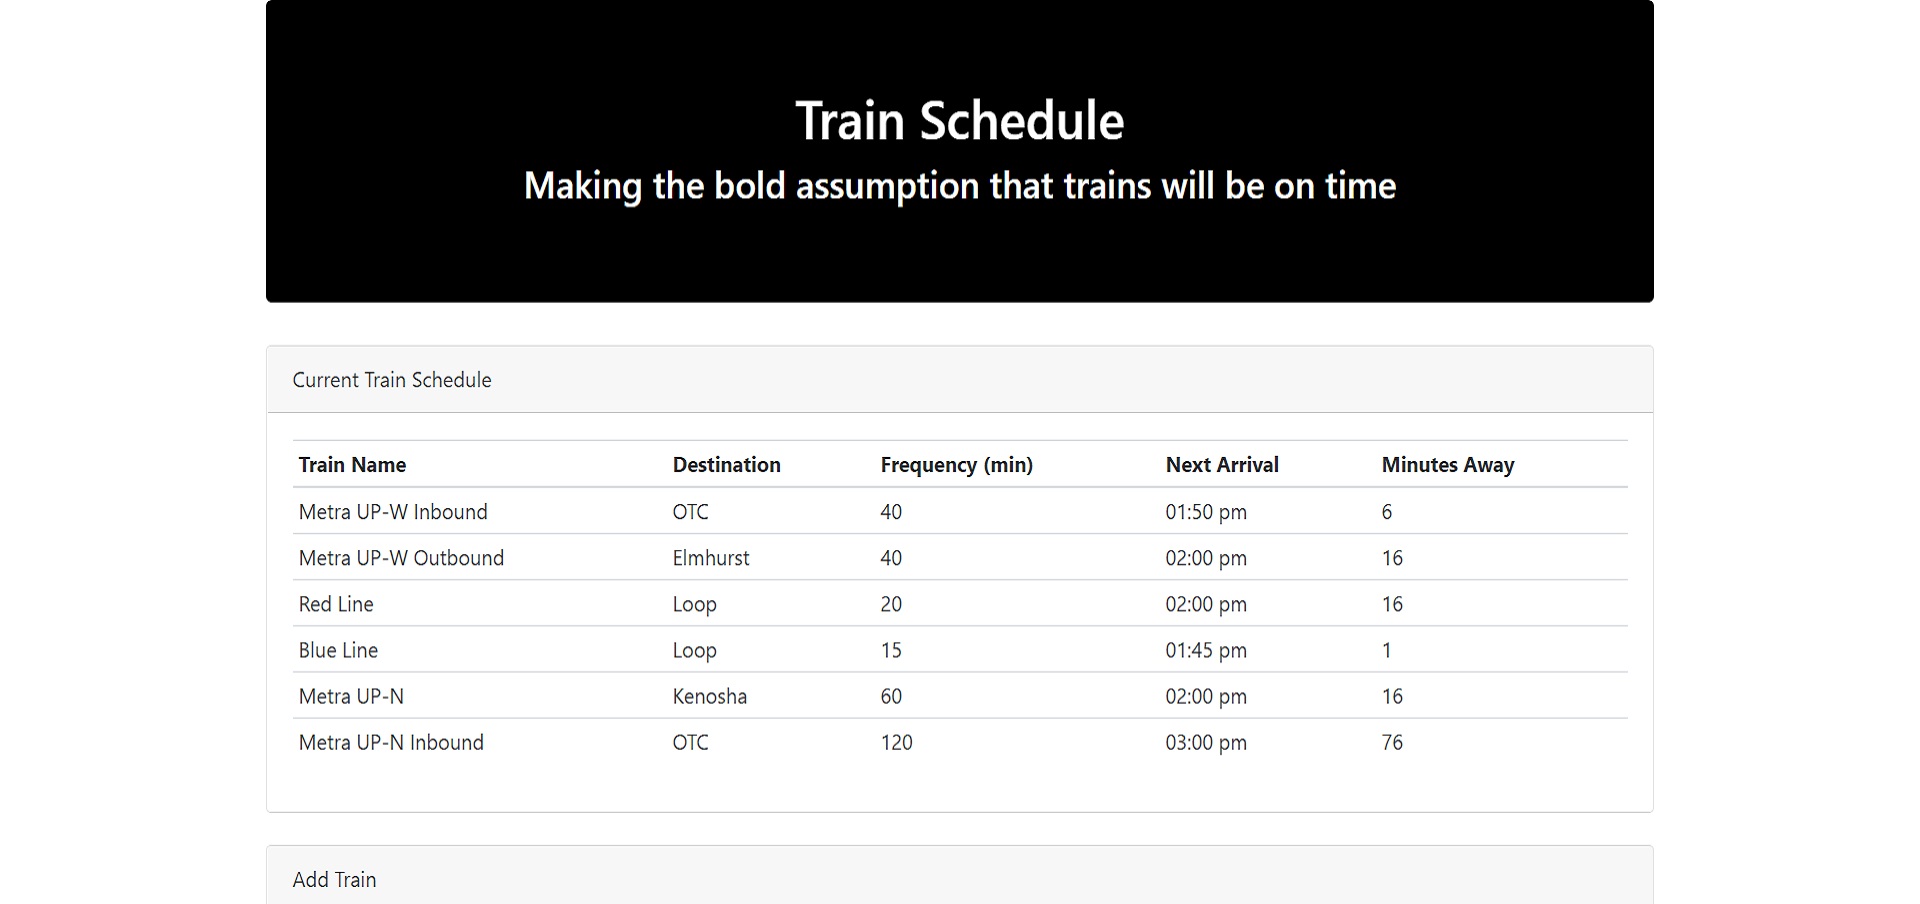 Train Schedule
Making the bold assumption that trains will be on time
Current Train Schedule
Train Name Destination Frequency (min) Next Arrival Minutes Away
Metra UP-W Inbound OTC 40 01:50 pm 6
Metra UP-W Outbound Elmhurst 40 02:00 pm 16
Red Line Loop 20 02:00 pm 16
Blue Line Loop 15 01:45 pm 1
Metra UP-N Kenosha 60 02:00 pm 16
Metra UP-N Inbound OTC 120 03:00 pm 76
Add Train